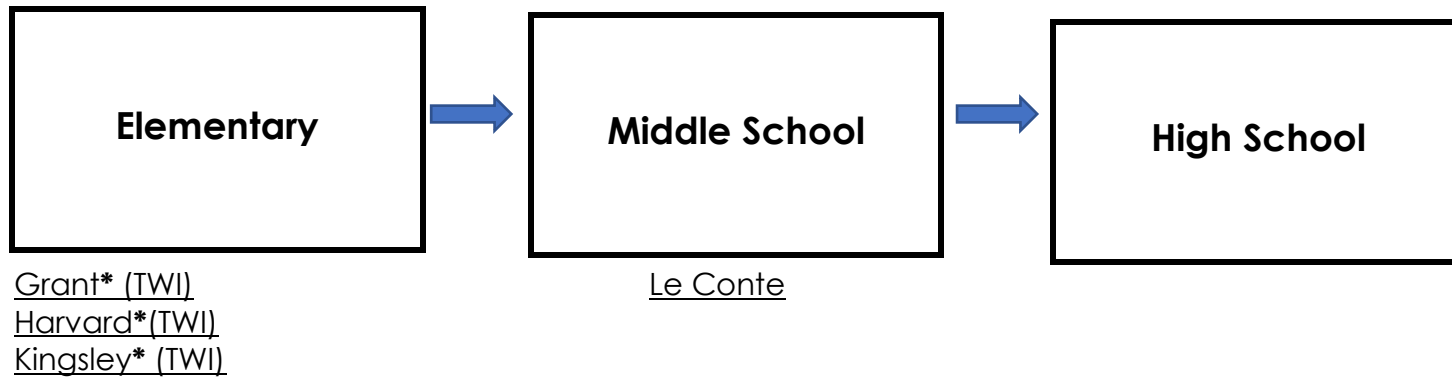 Elementary
Middle School
High School
Grant* (TWI)
Harvard*(TWI)
Kingsley* (TWI)
Le Conte